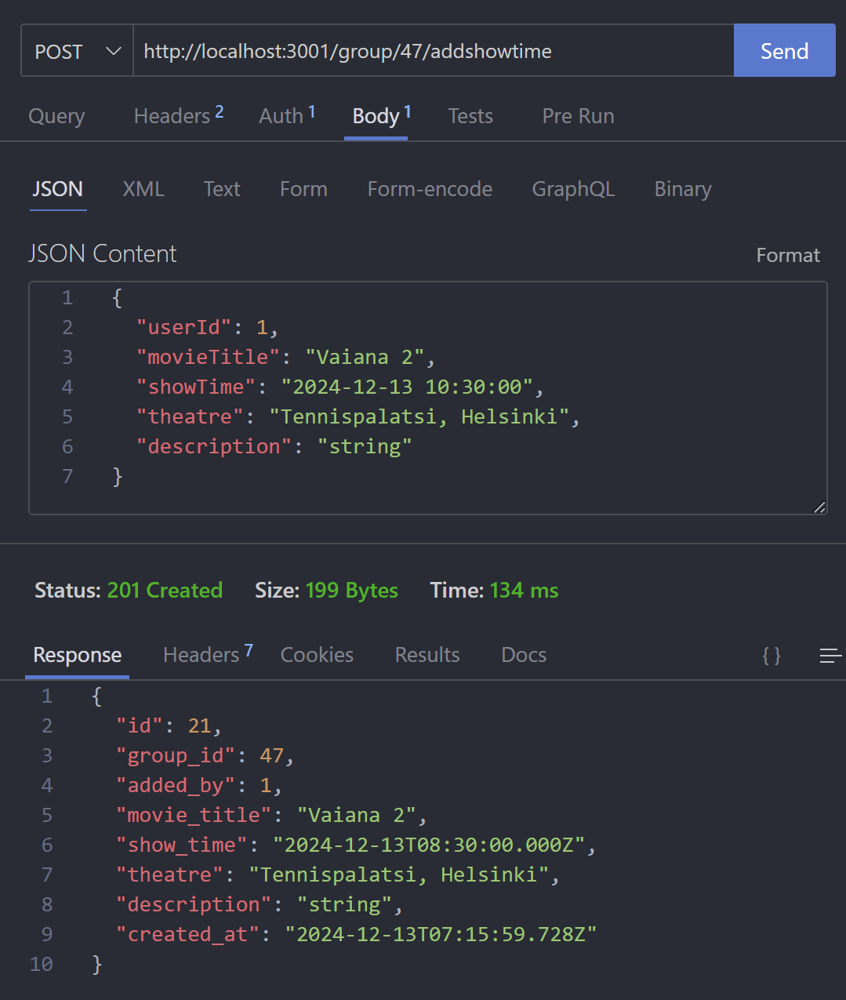 POST http://localhost:3001/group/47/addshowtime Send
Query Headers 2 Auth 1 Body 1 Tests Pre Run
JSON XML Text Form Form-encode GraphQL Binary
JSON Content Format
1 {
2 "userId": 1,
3 "movieTitle": "Vaiana 2",
4 "showTime": "2024-12-13 10:30:00",
5 "theatre": "Tennispalatsi, Helsinki",
6 "description": "string"
7 }
Status: 201 Created Size: 199 Bytes Time: 134 ms
Response Headers 7 Cookies Results Docs { }
1 {
2 "id": 21,
3 "group_id": 47,
4 "added_by": 1,
5 "movie_title": "Vaiana 2",
6 "show_time": "2024-12-13T08:30:00.000Z",
7 "theatre": "Tennispalatsi, Helsinki",
8 "description": "string",
9 "created_at": "2024-12-13T07:15:59.728Z"
10 }